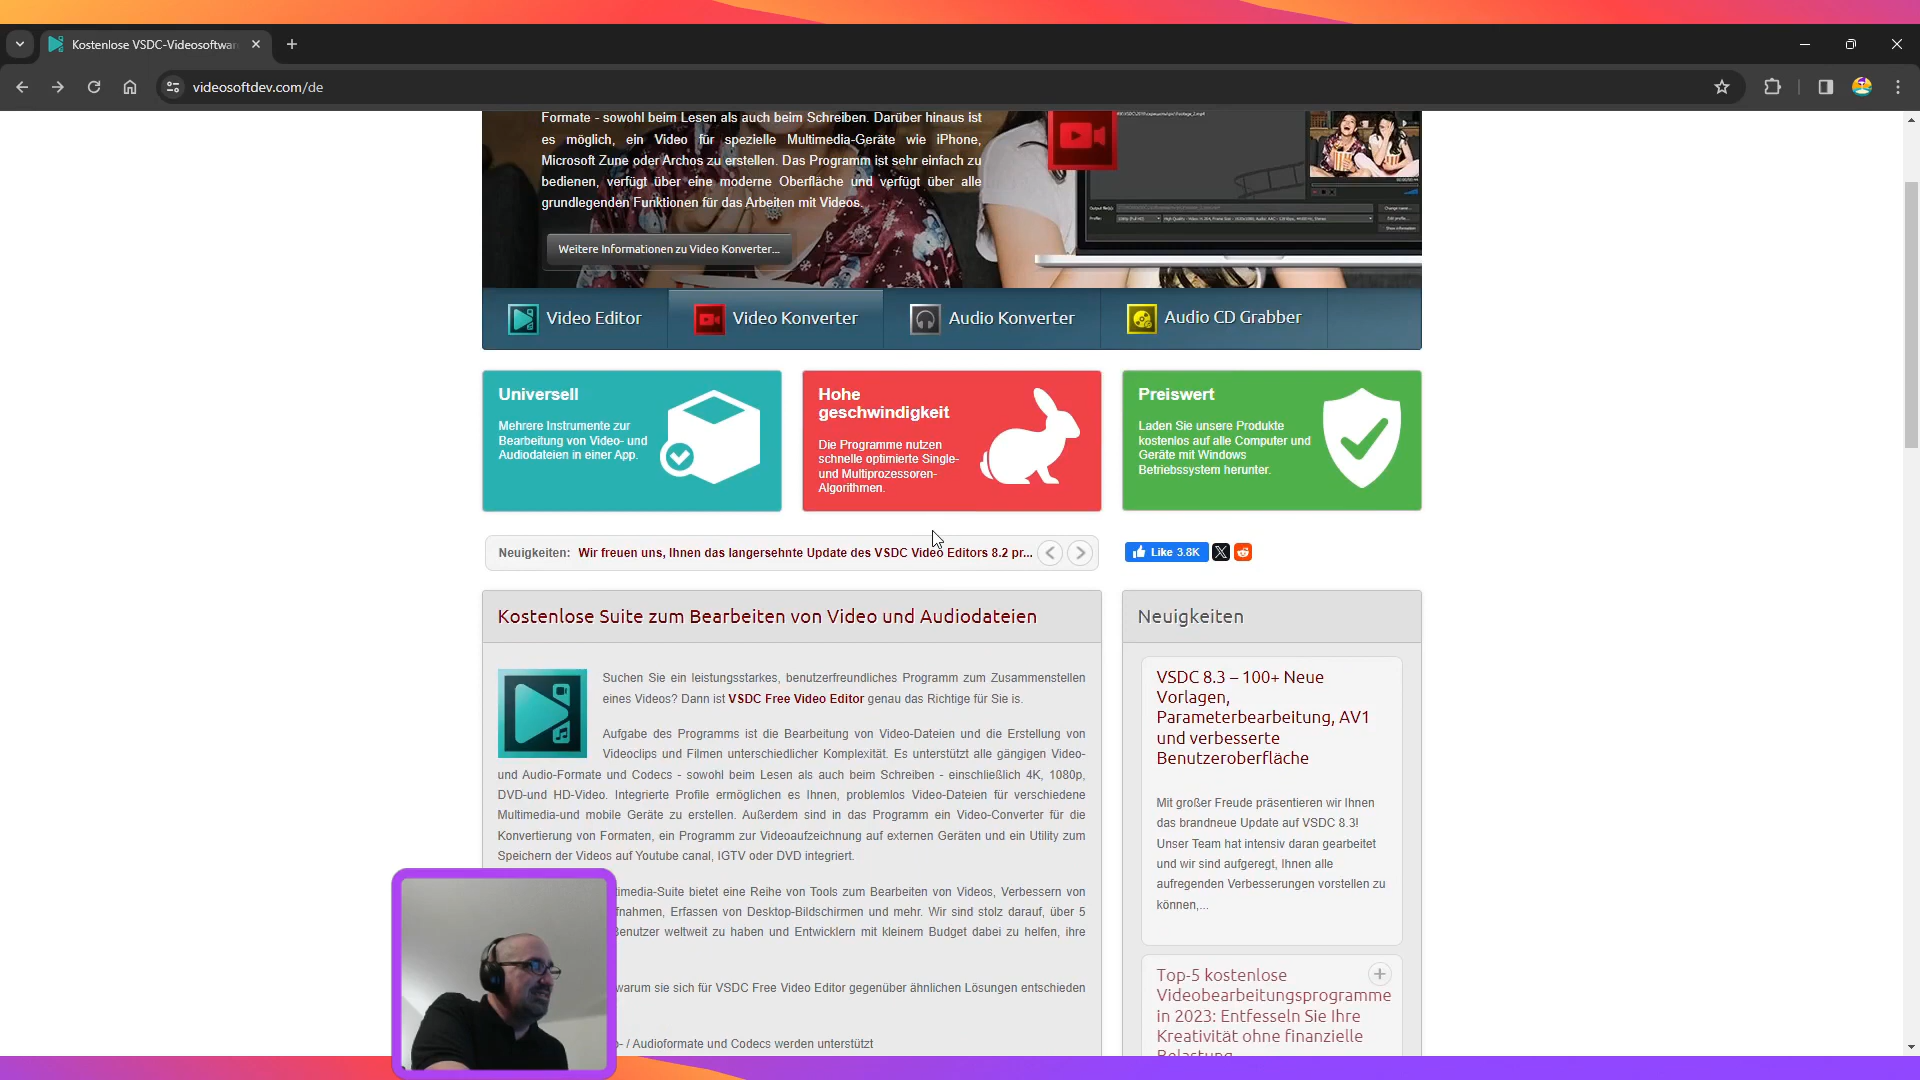 Kostenlose VSDC-Videosoftwar
videosoftdev.com/de
Formate - sowohl beim Lesen als auch beim Schreiben. Darüber hinaus ist
es möglich, ein Video für spezielle Multimedia-Geräte wie iPhone,
Microsoft Zune oder Archos zu erstellen. Das Programm ist sehr einfach zu
bedienen, verfügt über eine moderne Oberfläche und verfügt über alle
grundlegenden Funktionen für das Arbeiten mit Videos.
Weitere Informationen zu Video Konverter...
Video Editor
Video Konverter
Audio Konverter
Audio CD Grabber
Universell
Mehrere Instrumente zur
Bearbeitung von Video- und
Audiodateien in einer App.
Hohe
geschwindigkeit
Die Programme nutzen
schnelle optimierte Single-
und Multiprozessoren-
Algorithmen.
Preiswert
Laden Sie unsere Produkte
kostenlos auf alle Computer und
Geräte mit Windows
Betriebssystem herunter.
Neuigkeiten: Wir freuen uns, Ihnen das langersehnte Update des VSDC Video Editors 8.2 pr...
Like 3.8K
Kostenlose Suite zum Bearbeiten von Video und Audiodateien
Suchen Sie ein leistungsstarkes, benutzerfreundliches Programm zum Zusammenstellen
eines Videos? Dann ist VSDC Free Video Editor genau das Richtige für Sie is.
Aufgabe des Programms ist die Bearbeitung von Video-Dateien und die Erstellung von
Videoclips und Filmen unterschiedlicher Komplexität. Es unterstützt alle gängigen Video-
und Audio-Formate und Codecs - sowohl beim Lesen als auch beim Schreiben - einschließlich 4K, 1080p,
DVD-und HD-Video. Integrierte Profile ermöglichen es Ihnen, problemlos Video-Dateien für verschiedene
Multimedia-und mobile Geräte zu erstellen. Außerdem sind in das Programm ein Video-Converter für die
Konvertierung von Formaten, ein Programm zur Videoaufzeichnung auf externen Geräten und ein Utility zum
Speichern der Videos auf Youtube canal, IGTV oder DVD integriert.
timedia-Suite bietet eine Reihe von Tools zum Bearbeiten von Videos, Verbessern von
fnahmen, Erfassen von Desktop-Bildschirmen und mehr. Wir sind stolz darauf, über 5
Benutzer weltweit zu haben und Entwicklern mit kleinem Budget dabei zu helfen, ihre
warum sie sich für VSDC Free Video Editor gegenüber ähnlichen Lösungen entschieden
- / Audioformate und Codecs werden unterstützt
Neuigkeiten
VSDC 8.3 – 100+ Neue
Vorlagen,
Parameterbearbeitung, AV1
und verbesserte
Benutzeroberfläche
Mit großer Freude präsentieren wir Ihnen
das brandneue Update auf VSDC 8.3!
Unser Team hat intensiv daran gearbeitet
und wir sind aufgeregt, Ihnen alle
aufregenden Verbesserungen vorstellen zu
können,...
Top-5 kostenlose
Videobearbeitungsprogramme
in 2023: Entfesseln Sie Ihre
Kreativität ohne finanzielle
Belastung